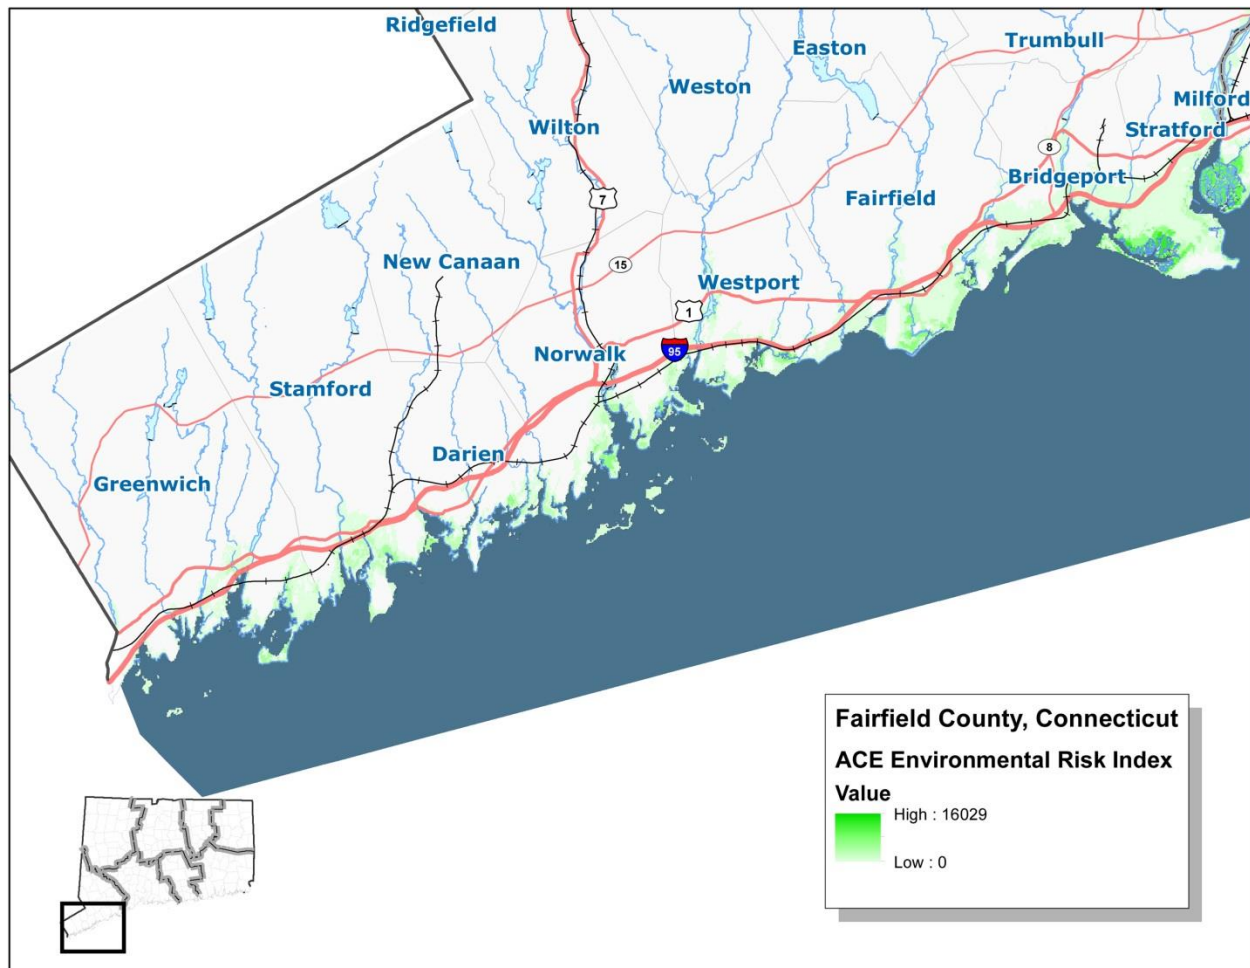 Ridgefield
Easton
Trumbull
Weston
Milford
Wilton
Stratford
8
Bridgeport
7
Fairfield
New Canaan
15
Westport
1
Norwalk
95
Stamford
Darien
Greenwich
Fairfield County, Connecticut
ACE Environmental Risk Index
Value
High : 16029
Low : 0